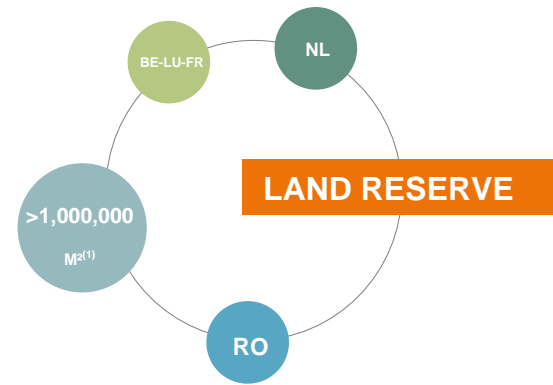 NL
BE-LU-FR
LAND RESERVE
>1,000,000
M²⁽¹⁾
RO